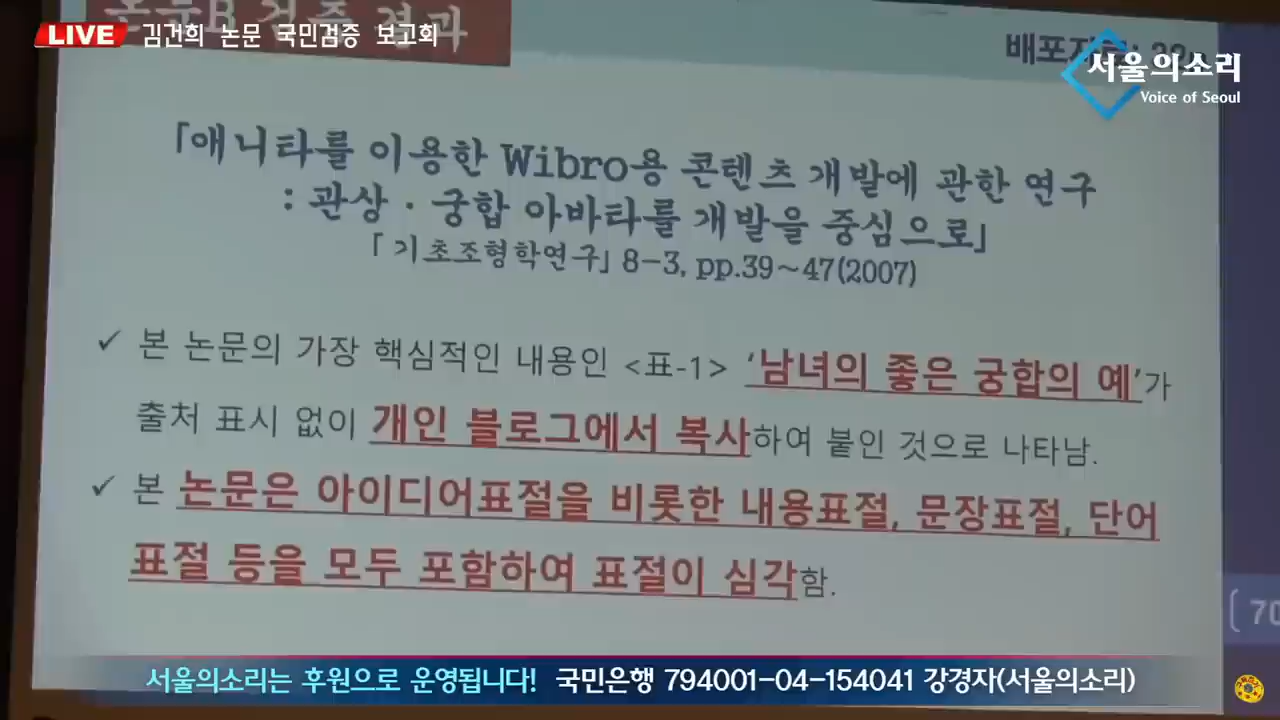 LIVE 김건희 논문 국민검증 보고회
논문B 검증 결과
서울의소리
Voice of Seoul
「애니타를 이용한 Wibro용 콘텐츠 개발에 관한 연구
: 관상·궁합 아바타를 개발을 중심으로」
「기초조형학연구」 8-3, pp.39~47(2007)
✓ 본 논문의 가장 핵심적인 내용인 <표-1> ‘남녀의 좋은 궁합의 예’가
출처 표시 없이 개인 블로그에서 복사하여 붙인 것으로 나타남.
✓ 본 논문은 아이디어표절을 비롯한 내용표절, 문장표절, 단어
표절 등을 모두 포함하여 표절이 심각함.
서울의소리는 후원으로 운영됩니다! 국민은행 794001-04-154041 강경자(서울의소리)